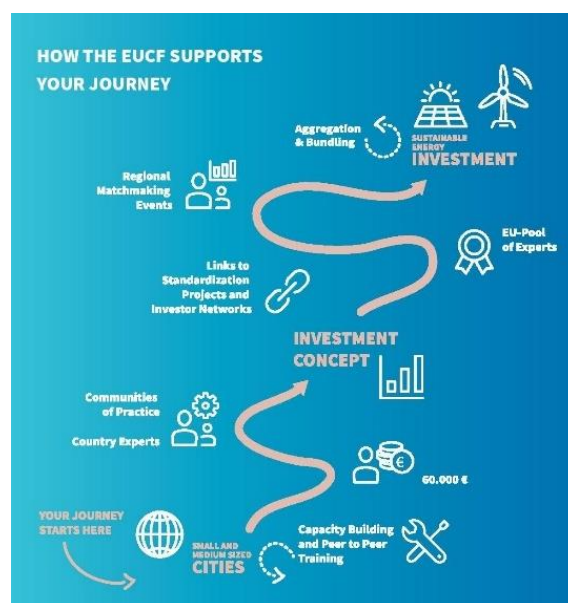 HOW THE EUCF SUPPORTS
YOUR JOURNEY
Aggregation
& Bundling
SUSTAINABLE
ENERGY
INVESTMENT
Regional
Matchmaking
Events
EU-Pool
of Experts
Links to
Standardization
Projects and
Investor Networks
INVESTMENT
CONCEPT
Communities
of Practice
Country Experts
€
60.000 €
YOUR JOURNEY
STARTS HERE
SMALL AND
MEDIUM SIZED
CITIES
Capacity Building
and Peer to Peer
Training